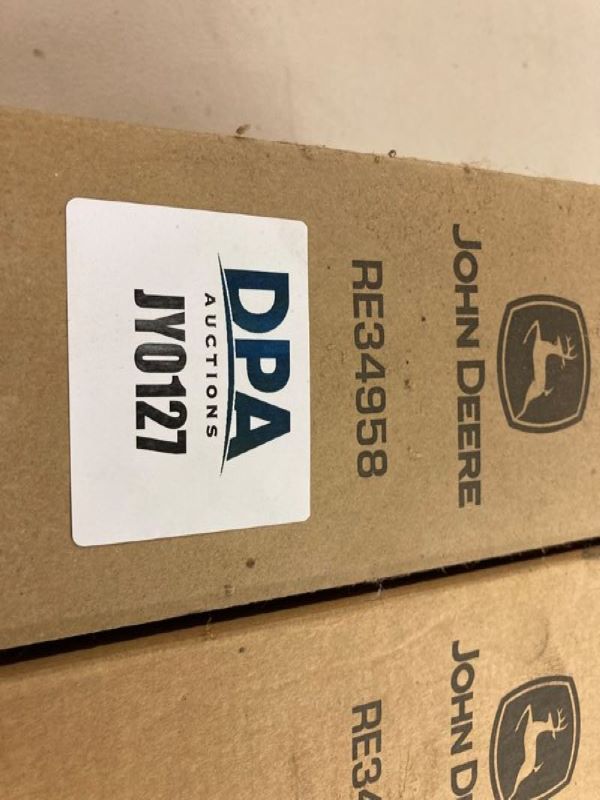 JOHN DEERE
RE34958
DPA
AUCTIONS
JY0127
JOHN D
RE34